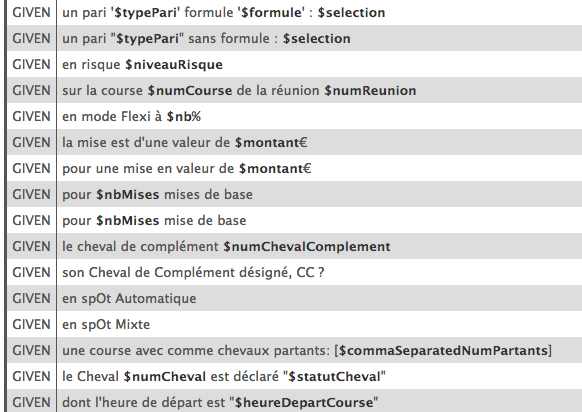 GIVEN un pari '$typePari' formule '$formule' : $selection
GIVEN un pari "$typePari" sans formule : $selection
GIVEN en risque $niveauRisque
GIVEN sur la course $numCourse de la réunion $numReunion
GIVEN en mode Flexi à $nb%
GIVEN la mise est d'une valeur de $montant€
GIVEN pour une mise en valeur de $montant€
GIVEN pour $nbMises mises de base
GIVEN pour $nbMises mise de base
GIVEN le cheval de complément $numChevalComplement
GIVEN son Cheval de Complément désigné, CC ?
GIVEN en spOt Automatique
GIVEN en spOt Mixte
GIVEN une course avec comme chevaux partants: [$commaSeparatedNumPartants]
GIVEN le Cheval $numCheval est déclaré "$statutCheval"
GIVEN dont l'heure de départ est "$heureDepartCourse"